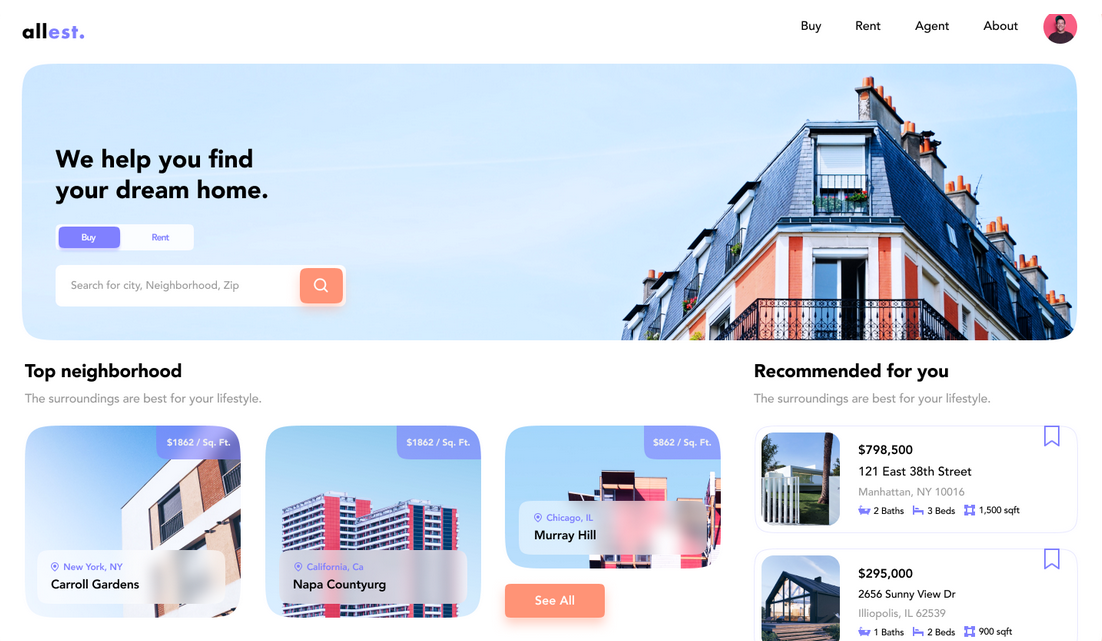 allest.
Buy Rent Agent About
We help you find
your dream home.
Buy Rent
Search for city, Neighborhood, Zip
Top neighborhood
The surroundings are best for your lifestyle.
$1862 / Sq. Ft.
New York, NY
Carroll Gardens
$1862 / Sq. Ft.
California, Ca
Napa Countyurg
$862 / Sq. Ft.
Chicago, IL
Murray Hill
See All
Recommended for you
The surroundings are best for your lifestyle.
$798,500
121 East 38th Street
Manhattan, NY 10016
2 Baths 3 Beds 1,500 sqft
$295,000
2656 Sunny View Dr
Illiopolis, IL 62539
1 Baths 2 Beds 900 sqft